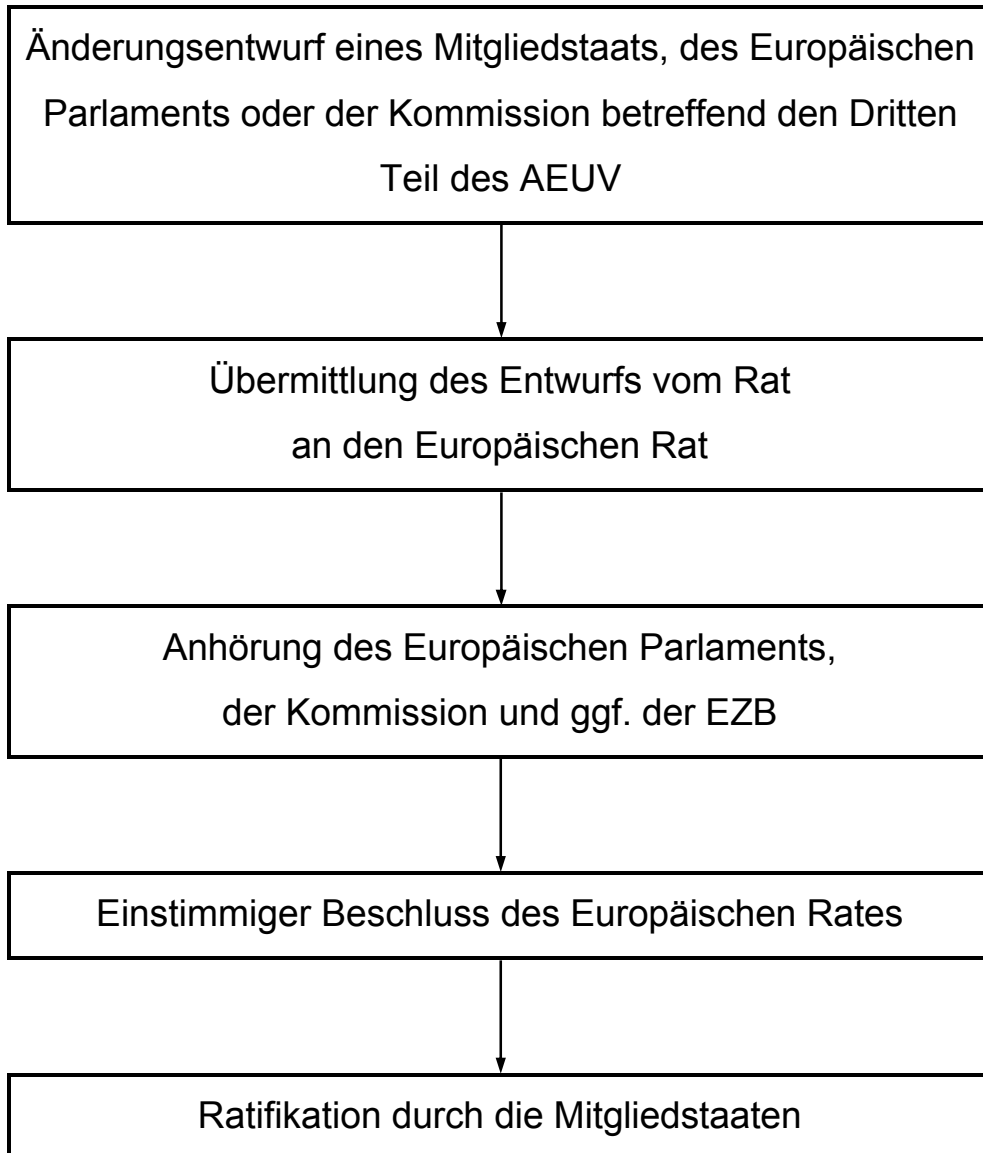 Änderungsentwurf eines Mitgliedstaats, des Europäischen
Parlaments oder der Kommission betreffend den Dritten
Teil des AEUV
Übermittlung des Entwurfs vom Rat
an den Europäischen Rat
Anhörung des Europäischen Parlaments,
der Kommission und ggf. der EZB
Einstimmiger Beschluss des Europäischen Rates
Ratifikation durch die Mitgliedstaaten